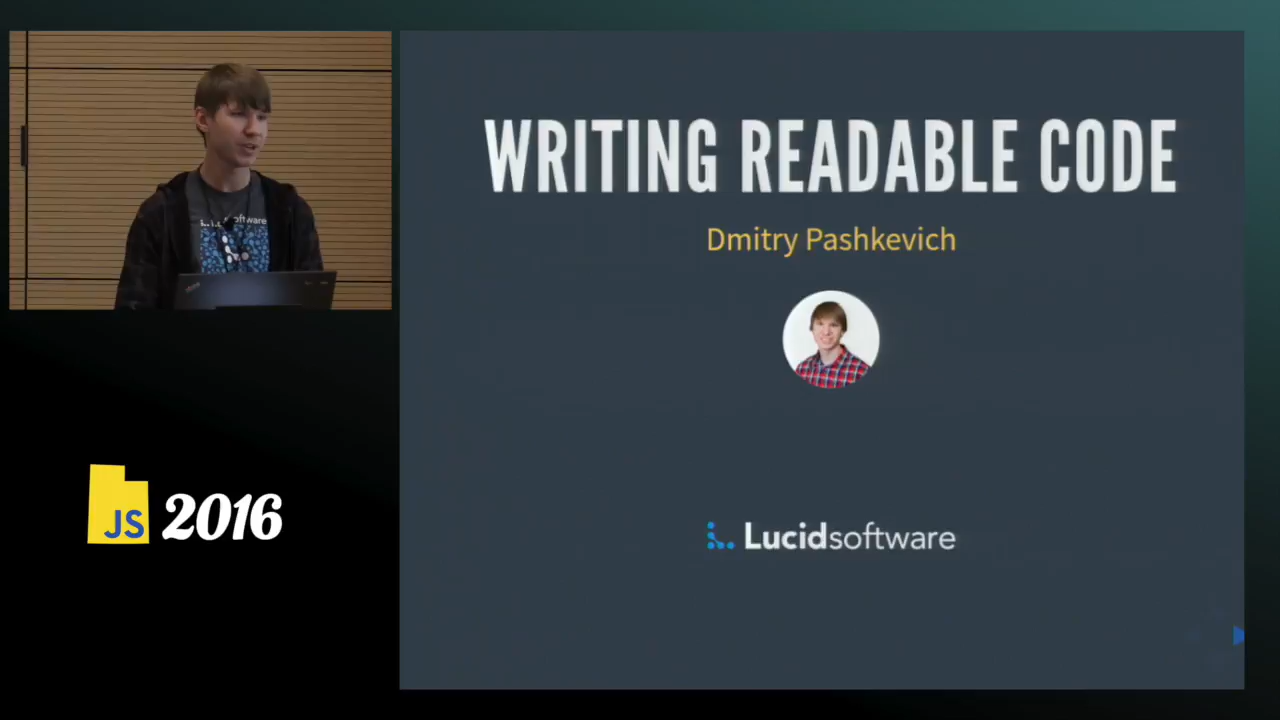 WRITING READABLE CODE
Dmitry Pashkevich
Lucidsoftware
JS 2016